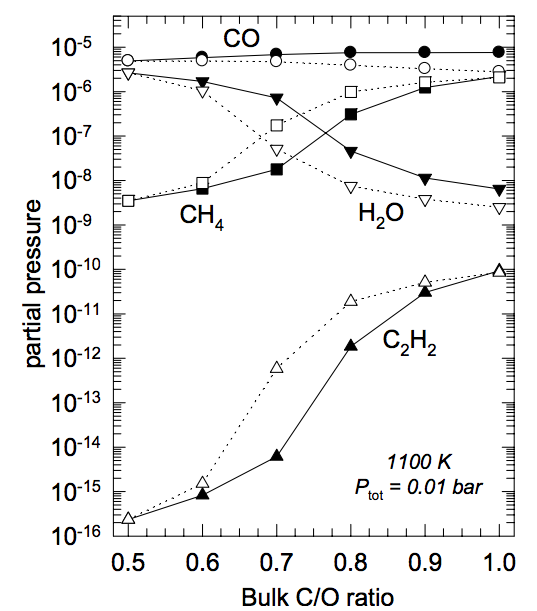 10-5
10-6
10-7
10-8
10-9
10-10
10-11
10-12
10-13
10-14
10-15
10-16
partial pressure
CO
CH4
H2O
C2H2
1100 K
Ptot = 0.01 bar
0.5 0.6 0.7 0.8 0.9 1.0
Bulk C/O ratio